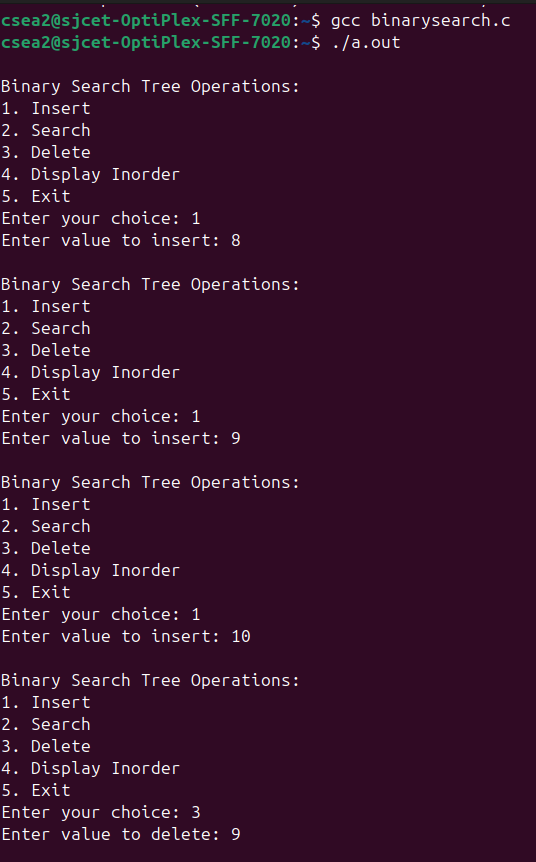 csea2@sjcet-OptiPlex-SFF-7020:~$ gcc binarysearch.c
csea2@sjcet-OptiPlex-SFF-7020:~$ ./a.out

Binary Search Tree Operations:
1. Insert
2. Search
3. Delete
4. Display Inorder
5. Exit
Enter your choice: 1
Enter value to insert: 8

Binary Search Tree Operations:
1. Insert
2. Search
3. Delete
4. Display Inorder
5. Exit
Enter your choice: 1
Enter value to insert: 9

Binary Search Tree Operations:
1. Insert
2. Search
3. Delete
4. Display Inorder
5. Exit
Enter your choice: 1
Enter value to insert: 10

Binary Search Tree Operations:
1. Insert
2. Search
3. Delete
4. Display Inorder
5. Exit
Enter your choice: 3
Enter value to delete: 9